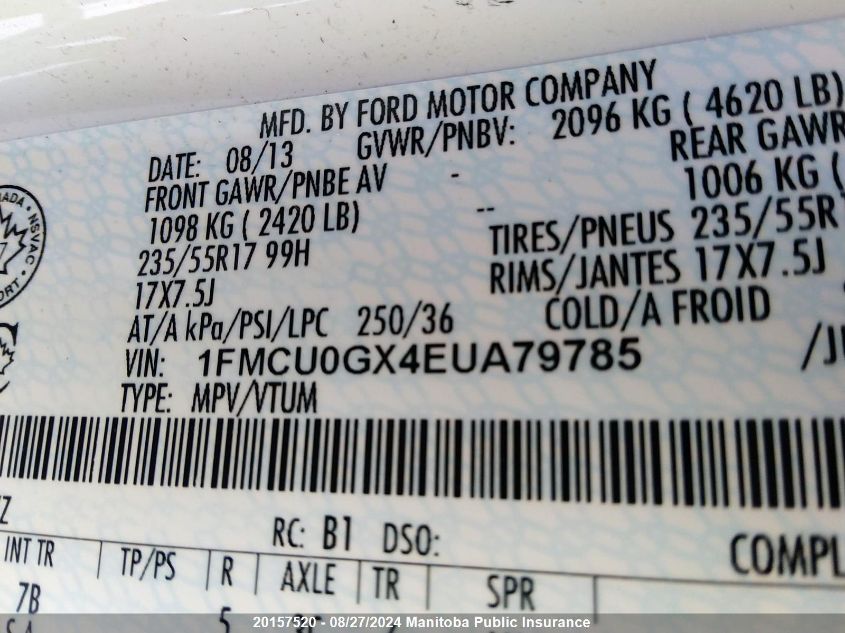 MFD. BY FORD MOTOR COMPANY
DATE: 08/13 GVWR/PNBV: 2096 KG ( 4620 LB)
FRONT GAWR/PNBE AV - REAR GAWR
1098 KG ( 2420 LB) -- 1006 KG (
235/55R17 99H TIRES/PNEUS 235/55R1
17X7.5J RIMS/JANTES 17X7.5J
AT/A kPa/PSI/LPC 250/36 COLD/A FROID
VIN: 1FMCU0GX4EUA79785
TYPE: MPV/VTUM
RC: B1 DSO:
INT TR TP/PS R AXLE TR SPR COMPL
7B 5
NSVAC
20157520 - 08/27/2024 Manitoba Public Insurance